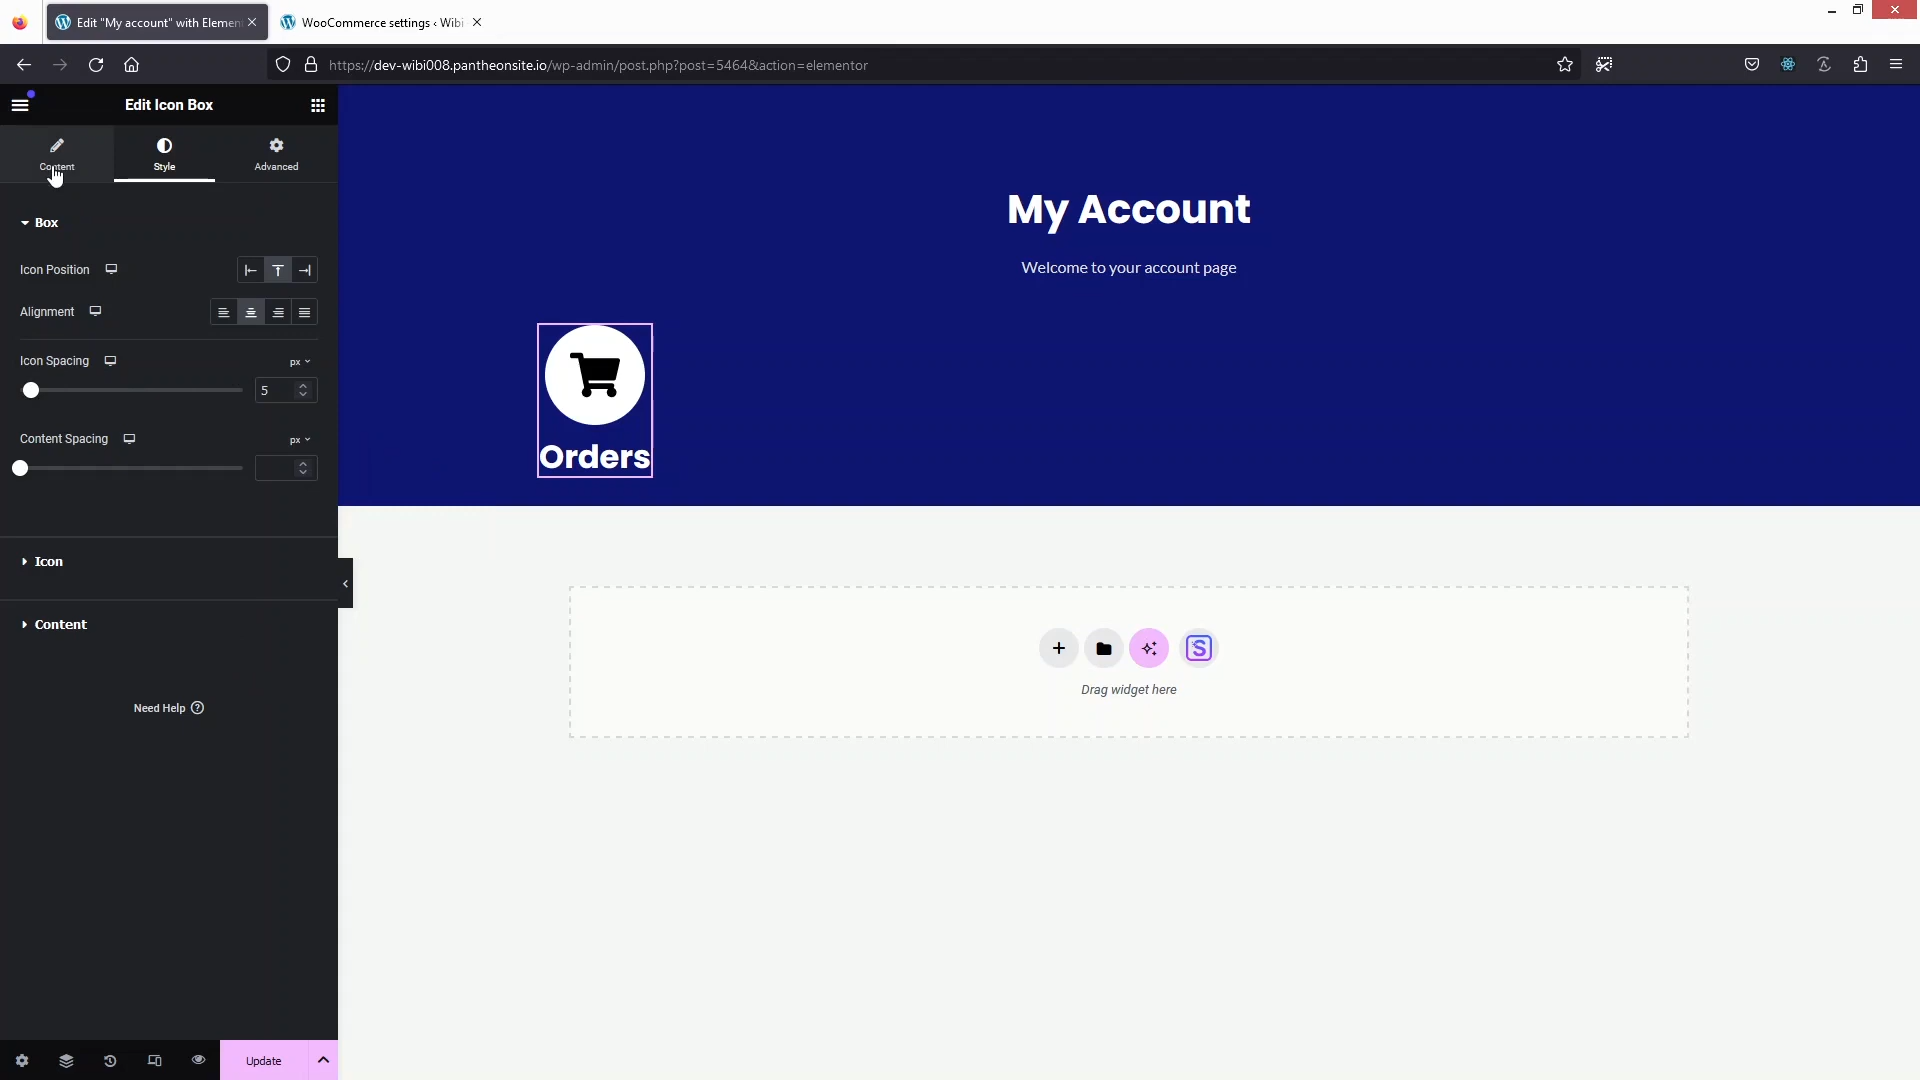 Edit "My account" with Elemen
WooCommerce settings ‹ Wibi
https://dev-wibi008.pantheonsite.io/wp-admin/post.php?post=5464&action=elementor
Edit Icon Box
Content
Style
Advanced
Box
Icon Position
Alignment
Icon Spacing
px
5
Content Spacing
px
Icon
Content
Need Help
Update
My Account
Welcome to your account page
Orders
Drag widget here